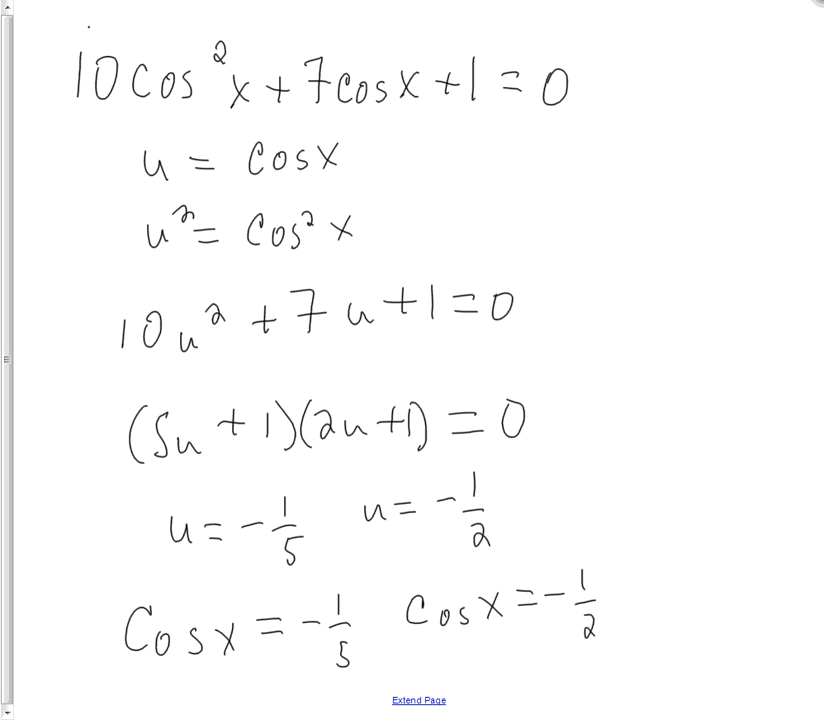 10cos²x + 7cosx + 1 = 0
u = cosx
u² = cos²x
10u² + 7u + 1 = 0
(5u + 1)(2u + 1) = 0
u = -1/5 u = -1/2
cosx = -1/5 cosx = -1/2
Extend Page